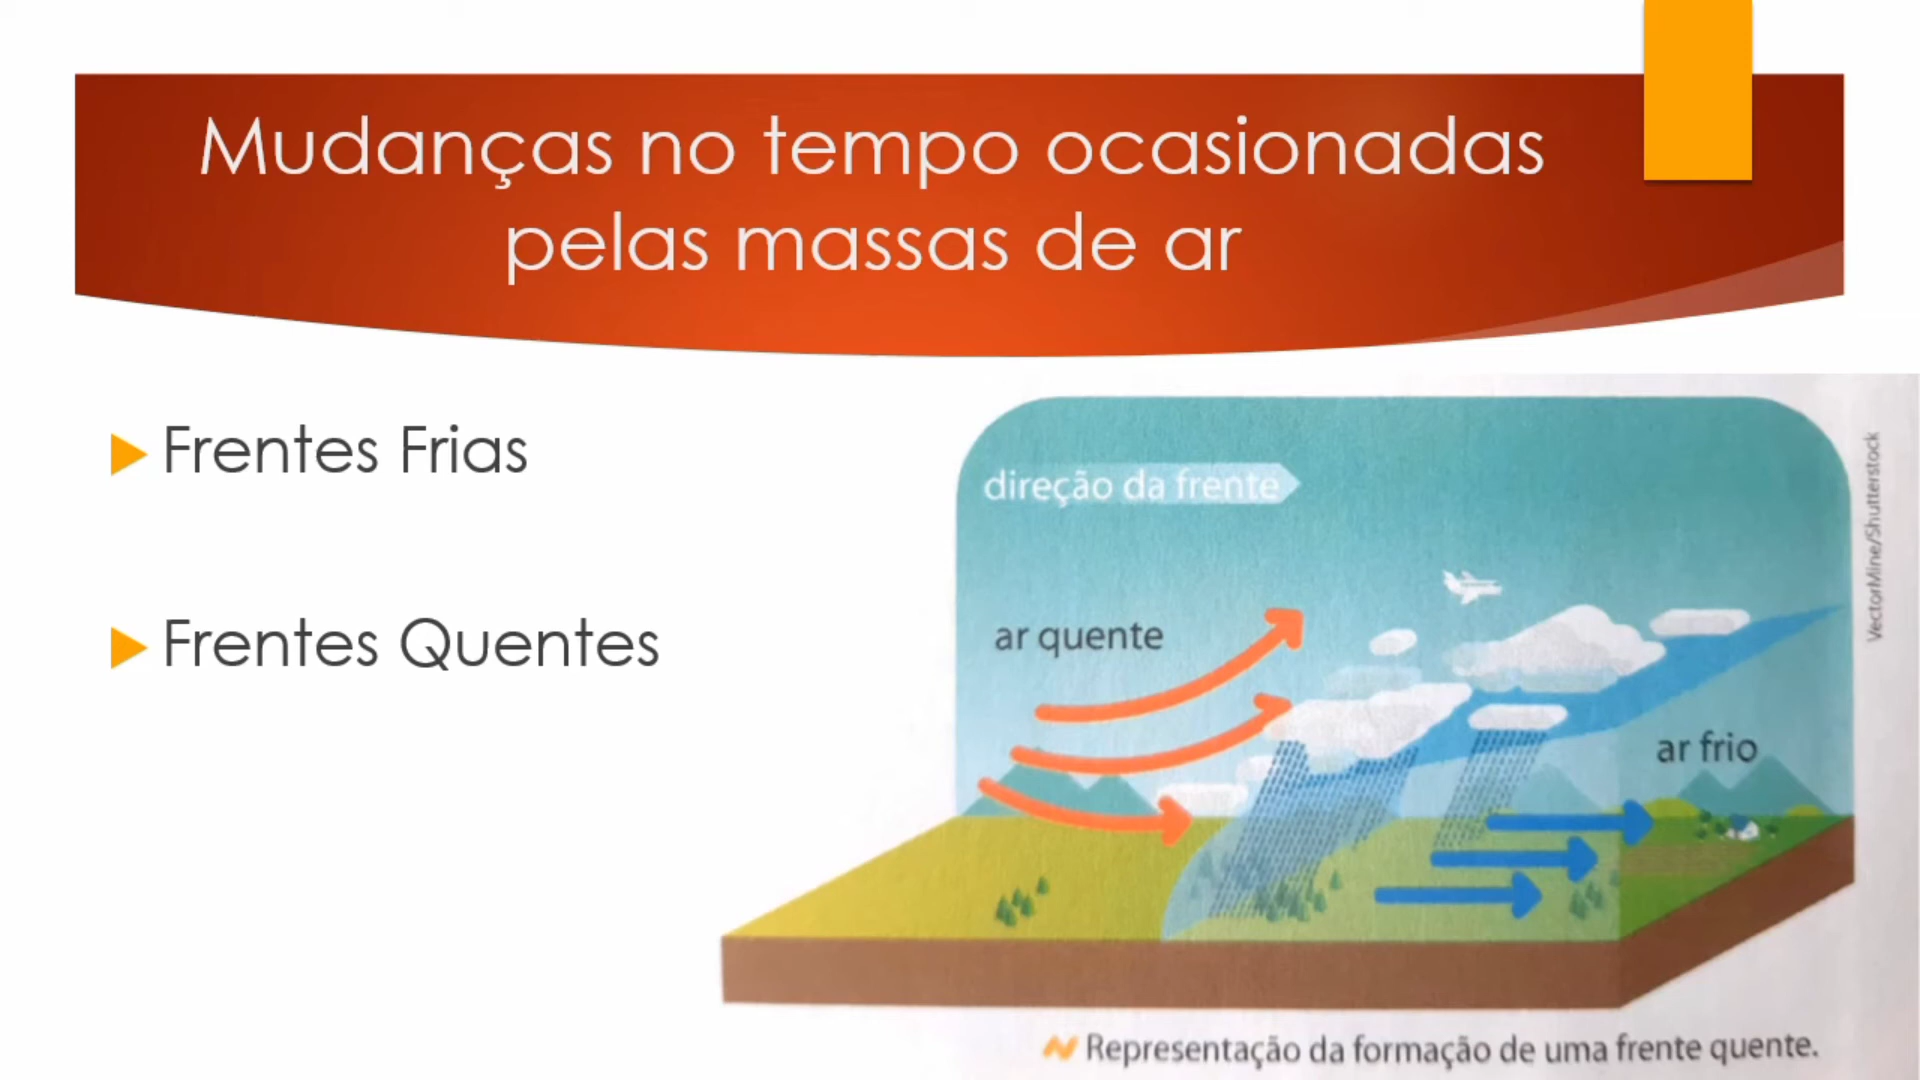 Mudanças no tempo ocasionadas
pelas massas de ar
Frentes Frias
Frentes Quentes
direção da frente
ar quente
ar frio
VectorMine/Shutterstock
Representação da formação de uma frente quente.